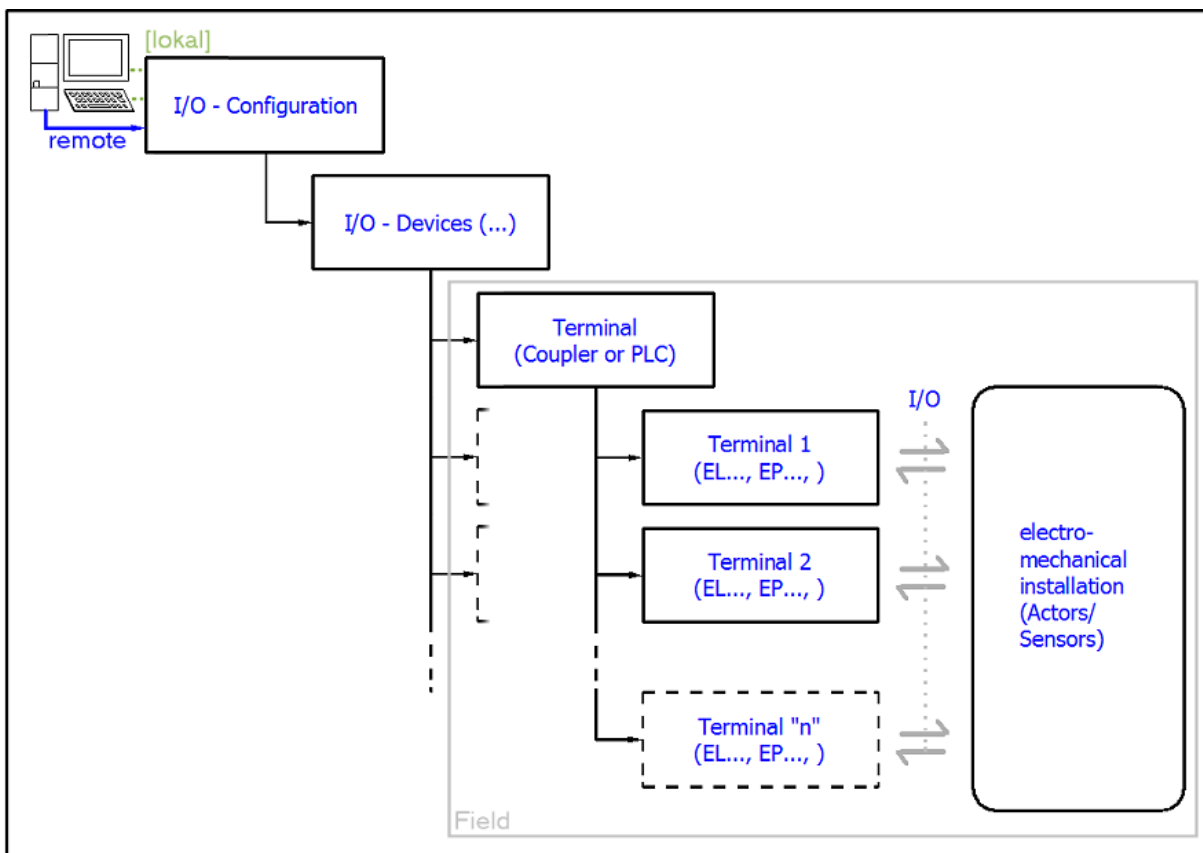 [lokal]
I/O - Configuration
remote
I/O - Devices (...)
Terminal
(Coupler or PLC)
I/O
Terminal 1
(EL..., EP..., )
Terminal 2
(EL..., EP..., )
electro-
mechanical
installation
(Actors/
Sensors)
Terminal "n"
(EL..., EP..., )
Field